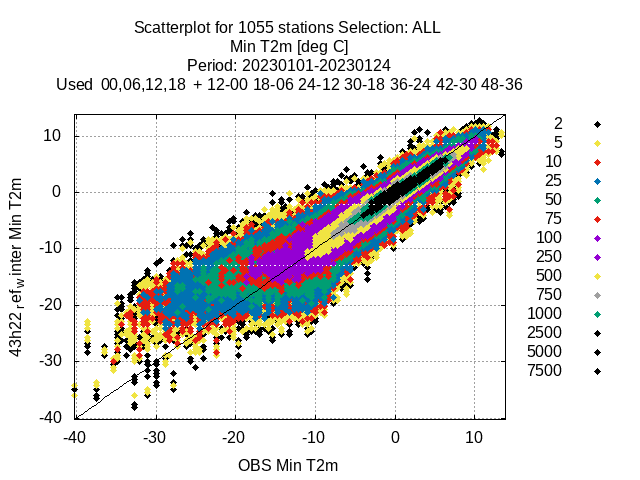 Scatterplot for 1055 stations Selection: ALL
Min T2m [deg C]
Period: 20230101-20230124
Used 00,06,12,18 + 12-00 18-06 24-12 30-18 36-24 42-30 48-36
43h22 ref winter Min T2m
10
0
-10
-20
-30
-40
-40 -30 -20 -10 0 10
OBS Min T2m
2
5
10
25
50
75
100
250
500
750
1000
2500
5000
7500